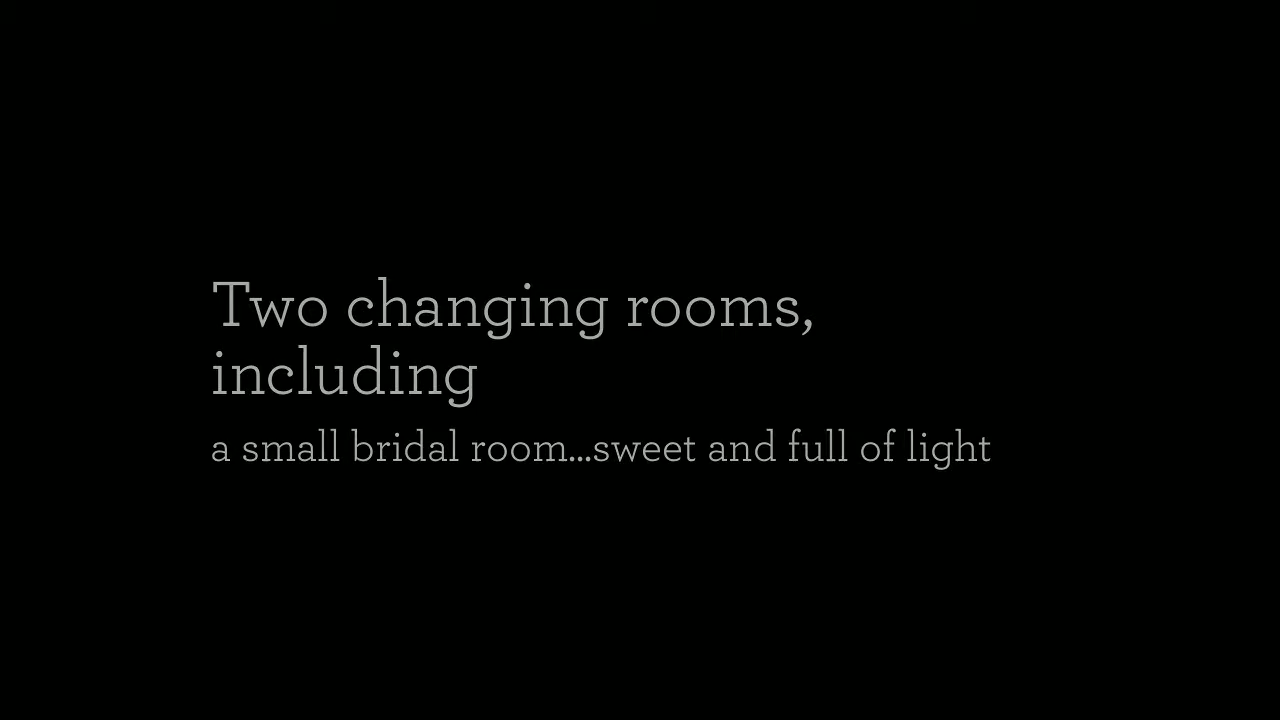 Two changing rooms,
including
a small bridal room...sweet and full of light